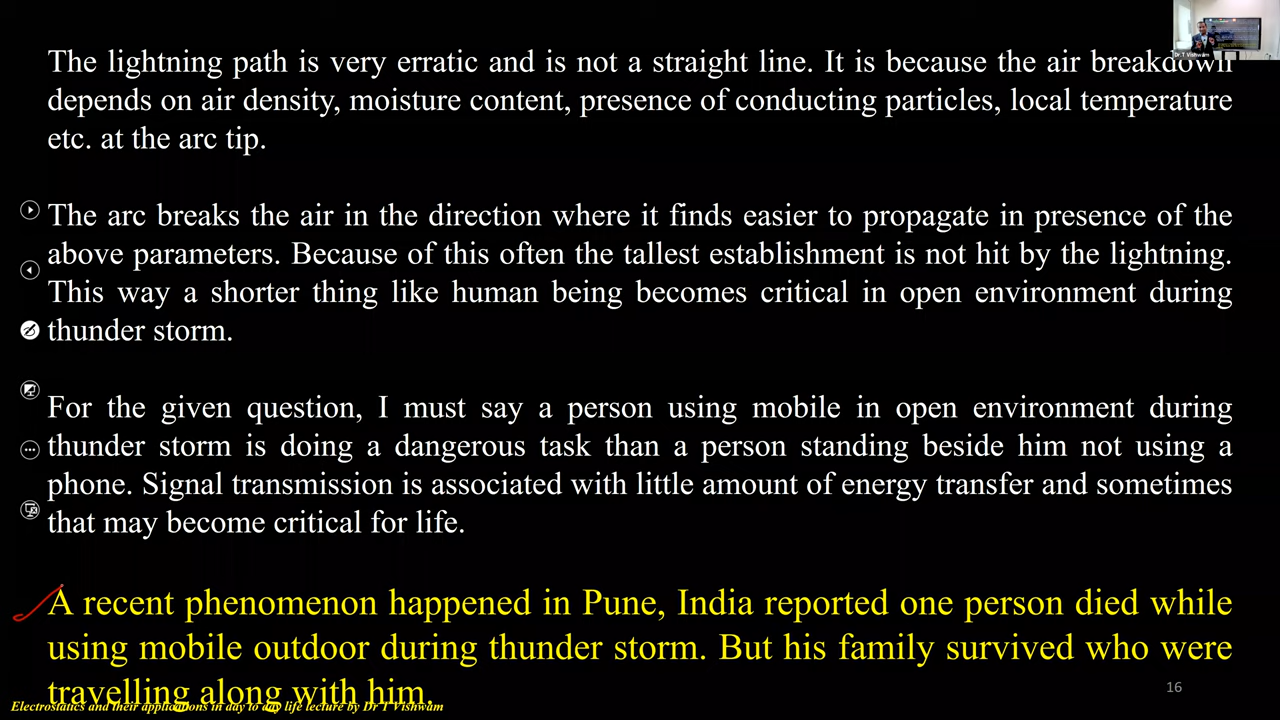 Dr T Vishwam
The lightning path is very erratic and is not a straight line. It is because the air breakdown
depends on air density, moisture content, presence of conducting particles, local temperature
etc. at the arc tip.
The arc breaks the air in the direction where it finds easier to propagate in presence of the
above parameters. Because of this often the tallest establishment is not hit by the lightning.
This way a shorter thing like human being becomes critical in open environment during
thunder storm.
For the given question, I must say a person using mobile in open environment during
thunder storm is doing a dangerous task than a person standing beside him not using a
phone. Signal transmission is associated with little amount of energy transfer and sometimes
that may become critical for life.
A recent phenomenon happened in Pune, India reported one person died while
using mobile outdoor during thunder storm. But his family survived who were
travelling along with him.
16
Electrostatics and their applications in day to day life lecture by Dr T Vishwam